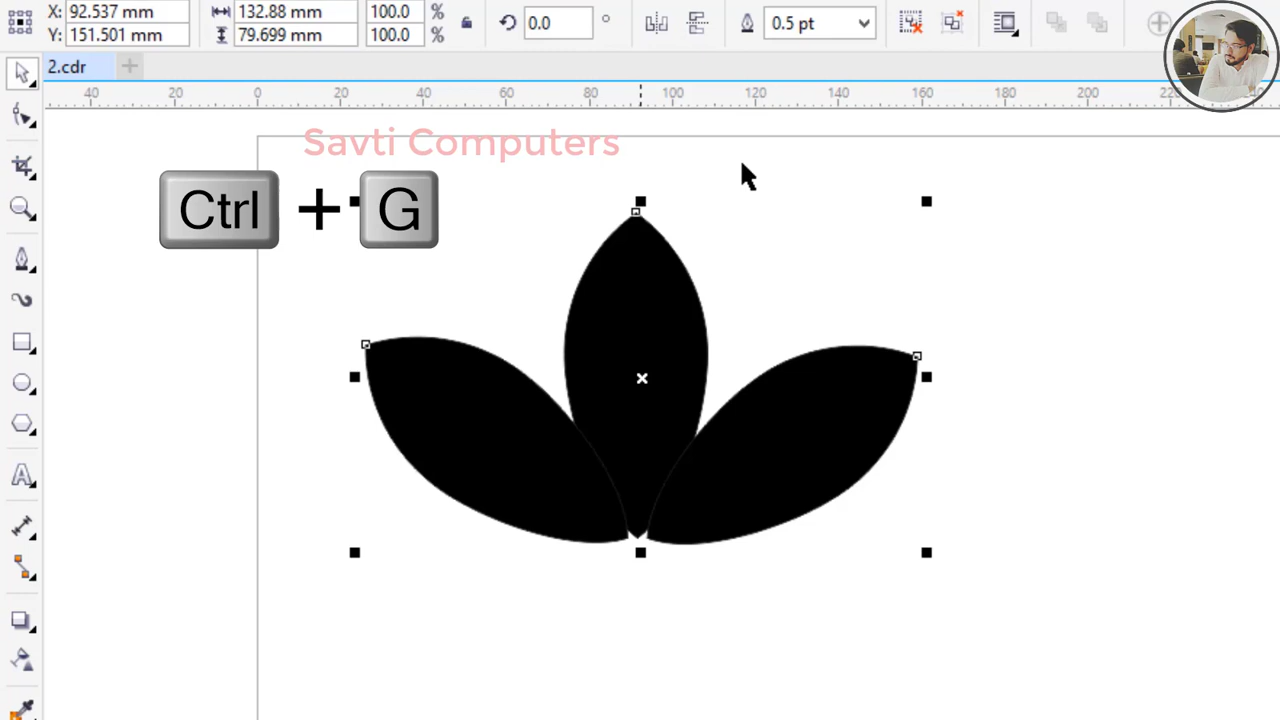 X: 92.537 mm 132.88 mm 100.0 % 0.0 ° 0.5 pt
Y: 151.501 mm 79.699 mm 100.0 %
2.cdr
40 20 0 20 40 60 80 100 120 140 160 180 200 220
Savti Computers
Ctrl + G